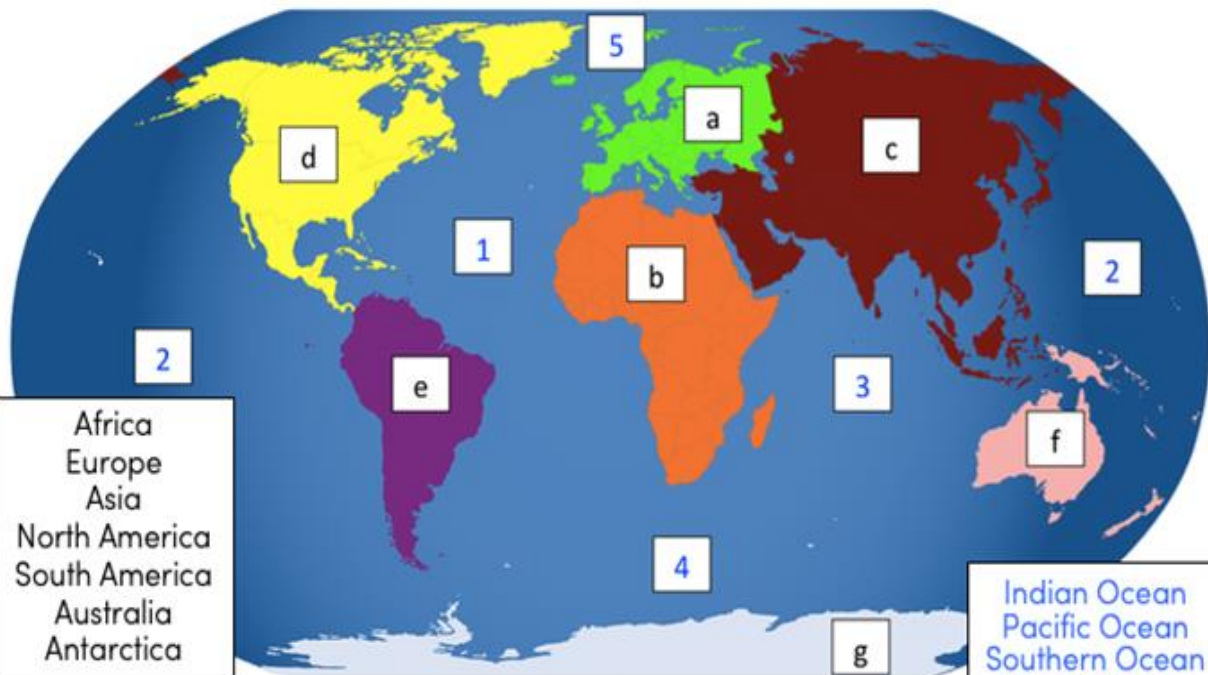 5
a
d
c
1
b
2
2
e
3
f
4
g
Africa
Europe
Asia
North America
South America
Australia
Antarctica
Indian Ocean
Pacific Ocean
Southern Ocean